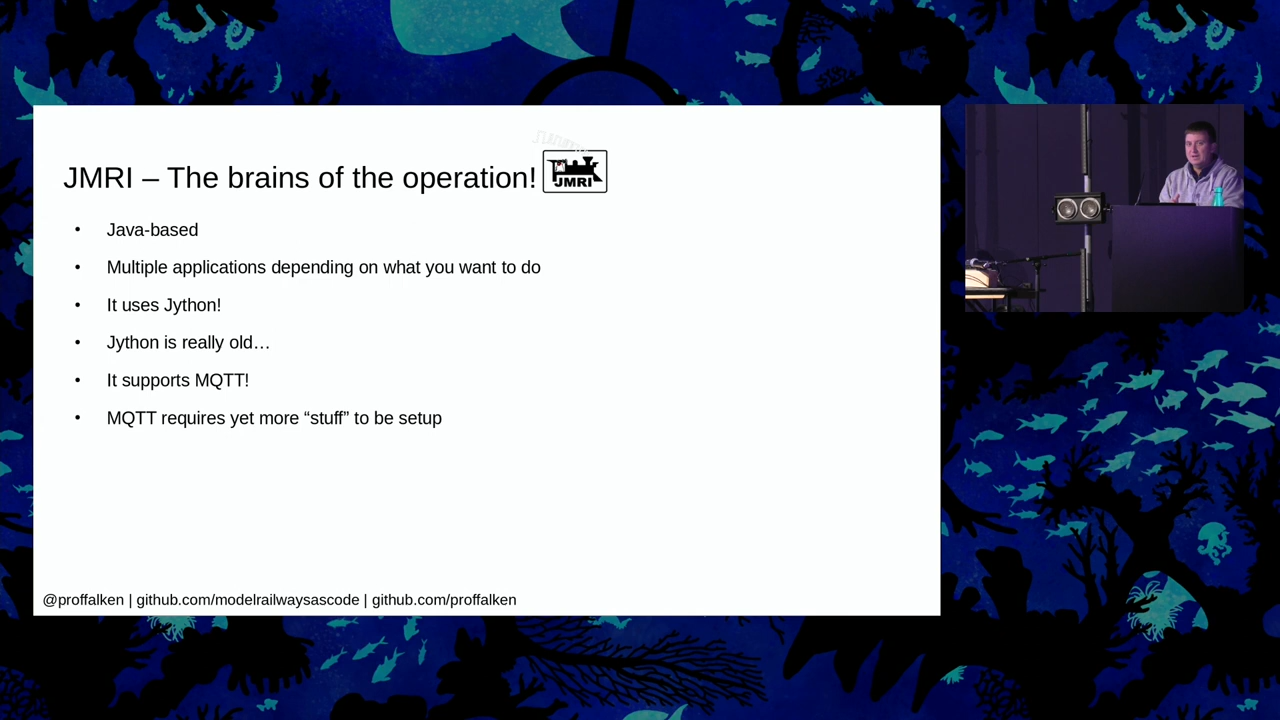 JMRI – The brains of the operation!
JMRI
• Java-based
• Multiple applications depending on what you want to do
• It uses Jython!
• Jython is really old…
• It supports MQTT!
• MQTT requires yet more “stuff” to be setup
@proffalken | github.com/modelrailwaysascode | github.com/proffalken